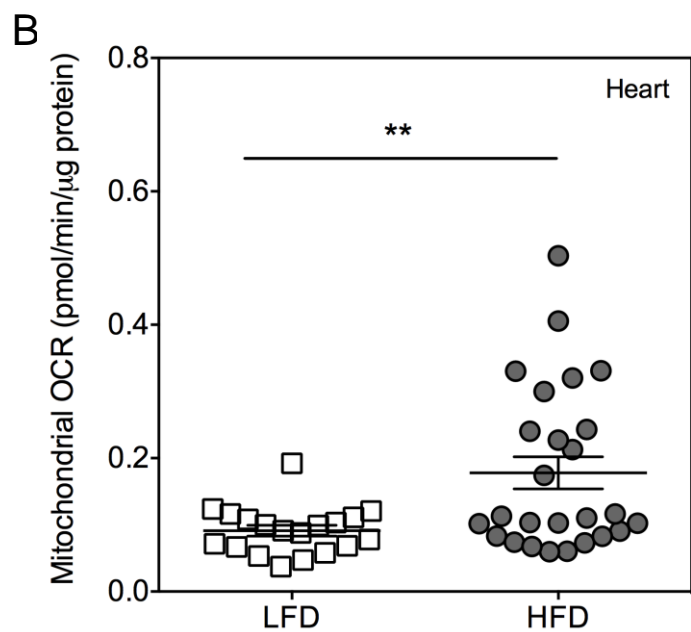 B
Mitochondrial OCR (pmol/min/µg protein)
0.8
Heart
**
0.6
0.4
0.2
0.0
LFD
HFD